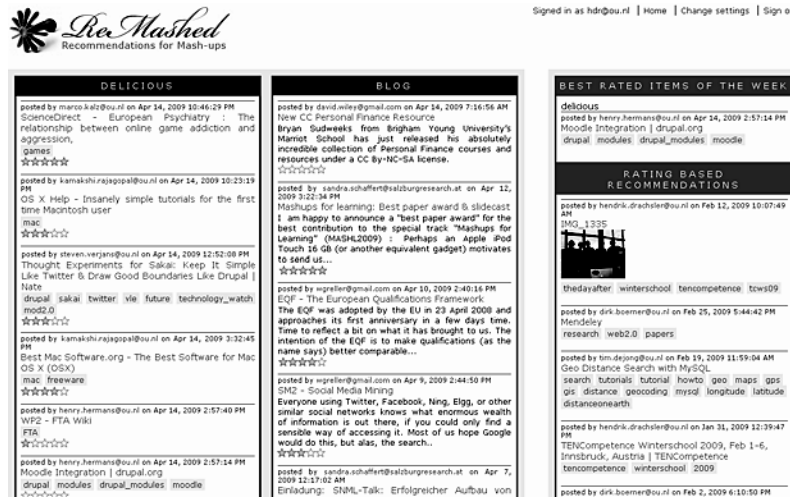 Signed in as hdr@ou.nl | Home | Change settings | Sign o
ReMashed
Recommendations for Mash-ups
DELICIOUS
posted by marco.kalz@ou.nl on Apr 14, 2009 10:46:29 PM
ScienceDirect - European Psychiatry : The
relationship between online game addiction and
aggression,
games
posted by kamakshi.rajagopal@ou.nl on Apr 14, 2009 10:23:19
PM
OS X Help - Insanely simple tutorials for the first
time Macintosh user
mac
posted by steven.verjans@ou.nl on Apr 14, 2009 12:52:08 PM
Thought Experiments for Sakai: Keep It Simple
Like Twitter & Draw Good Boundaries Like Drupal |
Nate
drupal sakai twitter vle future technology_watch
mod2.0
posted by kamakshi.rajagopal@ou.nl on Apr 14, 2009 3:32:45
PM
Best Mac Software.org - The Best Software for Mac
OS X (OSX)
mac freeware
posted by henry.hermans@ou.nl on Apr 14, 2009 2:57:40 PM
WP2 - FTA Wiki
FTA
posted by henry.hermans@ou.nl on Apr 14, 2009 2:57:14 PM
Moodle Integration | drupal.org
drupal modules drupal_modules moodle
BLOG
posted by david.wiley@gmail.com on Apr 14, 2009 7:16:56 AM
New CC Personal Finance Resource
Bryan Sudweeks from Brigham Young University's
Marriot School has just released his absolutely
incredible collection of Personal Finance courses and
resources under a CC By-NC-SA license.
posted by sandra.schaffert@salzburgresearch.at on Apr 12,
2009 3:22:34 PM
Mashups for learning: Best paper award & slidecast
I am happy to announce a "best paper award" for the
best contribution to the special track "Mashups for
Learning" (MASHL2009) : Perhaps an Apple iPod
Touch 16 GB (or another equivalent gadget) motivates
to send us...
posted by wgreller@gmail.com on Apr 10, 2009 2:40:16 PM
EQF - The European Qualifications Framework
The EQF was adopted by the EU in 23 April 2008 and
approaches its first anniversary in a few days time.
Time to reflect a bit on what it has brought to us. The
intention of the EQF is to make qualifications (as the
name says) better comparable...
posted by wgreller@gmail.com on Apr 9, 2009 2:44:50 PM
SM2 - Social Media Mining
Everyone using Twitter, Facebook, Ning, Elgg, or other
similar social networks knows what enormous wealth
of information is out there, if you could only find a
sensible way of accessing it. Most of us hope Google
would do this, but alas, the search..
posted by sandra.schaffert@salzburgresearch.at on Apr 7,
2009 12:17:02 AM
Einladung: SNML-Talk: Erfolgreicher Aufbau von
BEST RATED ITEMS OF THE WEEK
delicious
posted by henry.hermans@ou.nl on Apr 14, 2009 2:57:14 PM
Moodle Integration | drupal.org
drupal modules drupal_modules moodle
RATING BASED
RECOMMENDATIONS
posted by hendrik.drachsler@ou.nl on Feb 12, 2009 10:07:49
AM
IMG_1335
thedayafter winterschool tencompetence tcws09
posted by dirk.boerner@ou.nl on Feb 25, 2009 5:44:42 PM
Mendeley
research web2.0 papers
posted by tim.dejong@ou.nl on Feb 19, 2009 11:59:04 AM
Geo Distance Search with MySQL
search tutorials tutorial howto geo maps gps
gis distance geocoding mysql longitude latitude
distanceonearth
posted by hendrik.drachsler@ou.nl on Jan 31, 2009 12:39:47
PM
TENCompetence Winterschool 2009, Feb 1-6,
Innsbruck, Austria | TENCompetence
tencompetence winterschool 2009
posted by dirk.boerner@ou.nl on Feb 2, 2009 6:10:50 PM